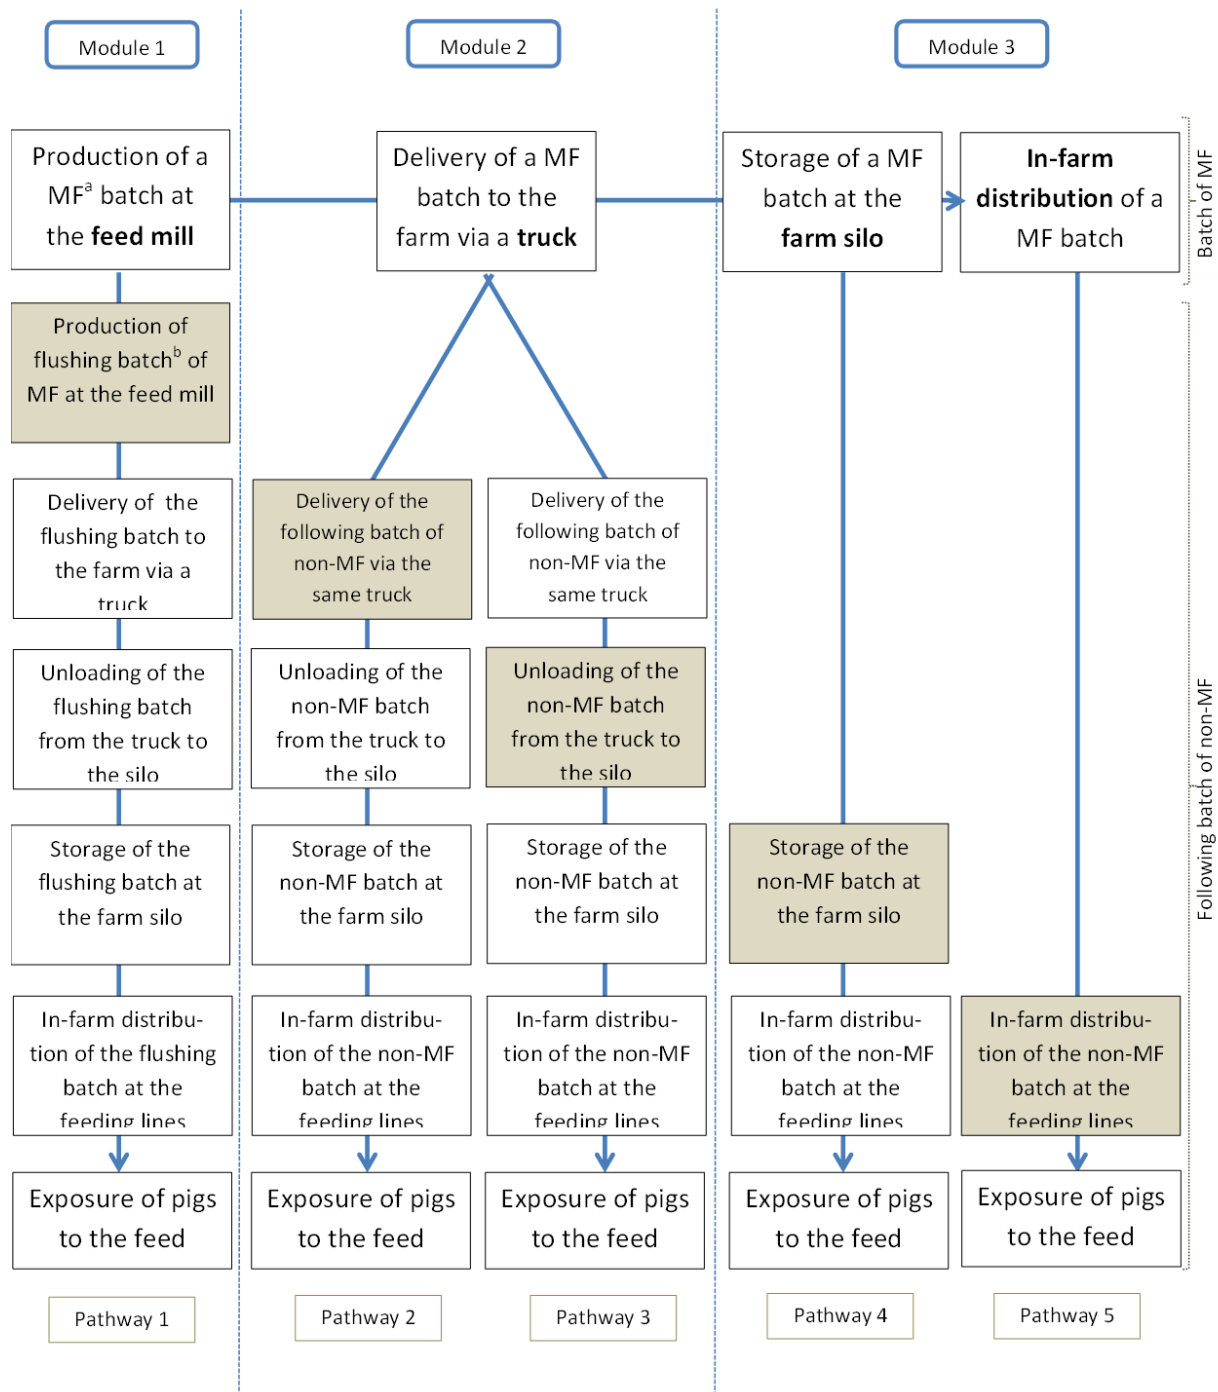 Module 1
Module 2
Module 3
Production of a
MFa batch at
the feed mill
Delivery of a MF
batch to the
farm via a truck
Storage of a MF
batch at the
farm silo
In-farm
distribution of a
MF batch
Batch of MF
Production of
flushing batchb of
MF at the feed mill
Delivery of the
flushing batch to
the farm via a
truck
Delivery of the
following batch of
non-MF via the
same truck
Delivery of the
following batch of
non-MF via the
same truck
Unloading of the
flushing batch
from the truck to
the silo
Unloading of the
non-MF batch
from the truck to
the silo
Unloading of the
non-MF batch
from the truck to
the silo
Following batch of non-MF
Storage of the
flushing batch at
the farm silo
Storage of the
non-MF batch at
the farm silo
Storage of the
non-MF batch at
the farm silo
Storage of the
non-MF batch at
the farm silo
In-farm distribu-
tion of the flushing
batch at the
feeding lines
In-farm distribu-
tion of the non-MF
batch at the
feeding lines
In-farm distribu-
tion of the non-MF
batch at the
feeding lines
In-farm distribu-
tion of the non-MF
batch at the
feeding lines
In-farm distribu-
tion of the non-MF
batch at the
feeding lines
Exposure of pigs
to the feed
Exposure of pigs
to the feed
Exposure of pigs
to the feed
Exposure of pigs
to the feed
Exposure of pigs
to the feed
Pathway 1
Pathway 2
Pathway 3
Pathway 4
Pathway 5